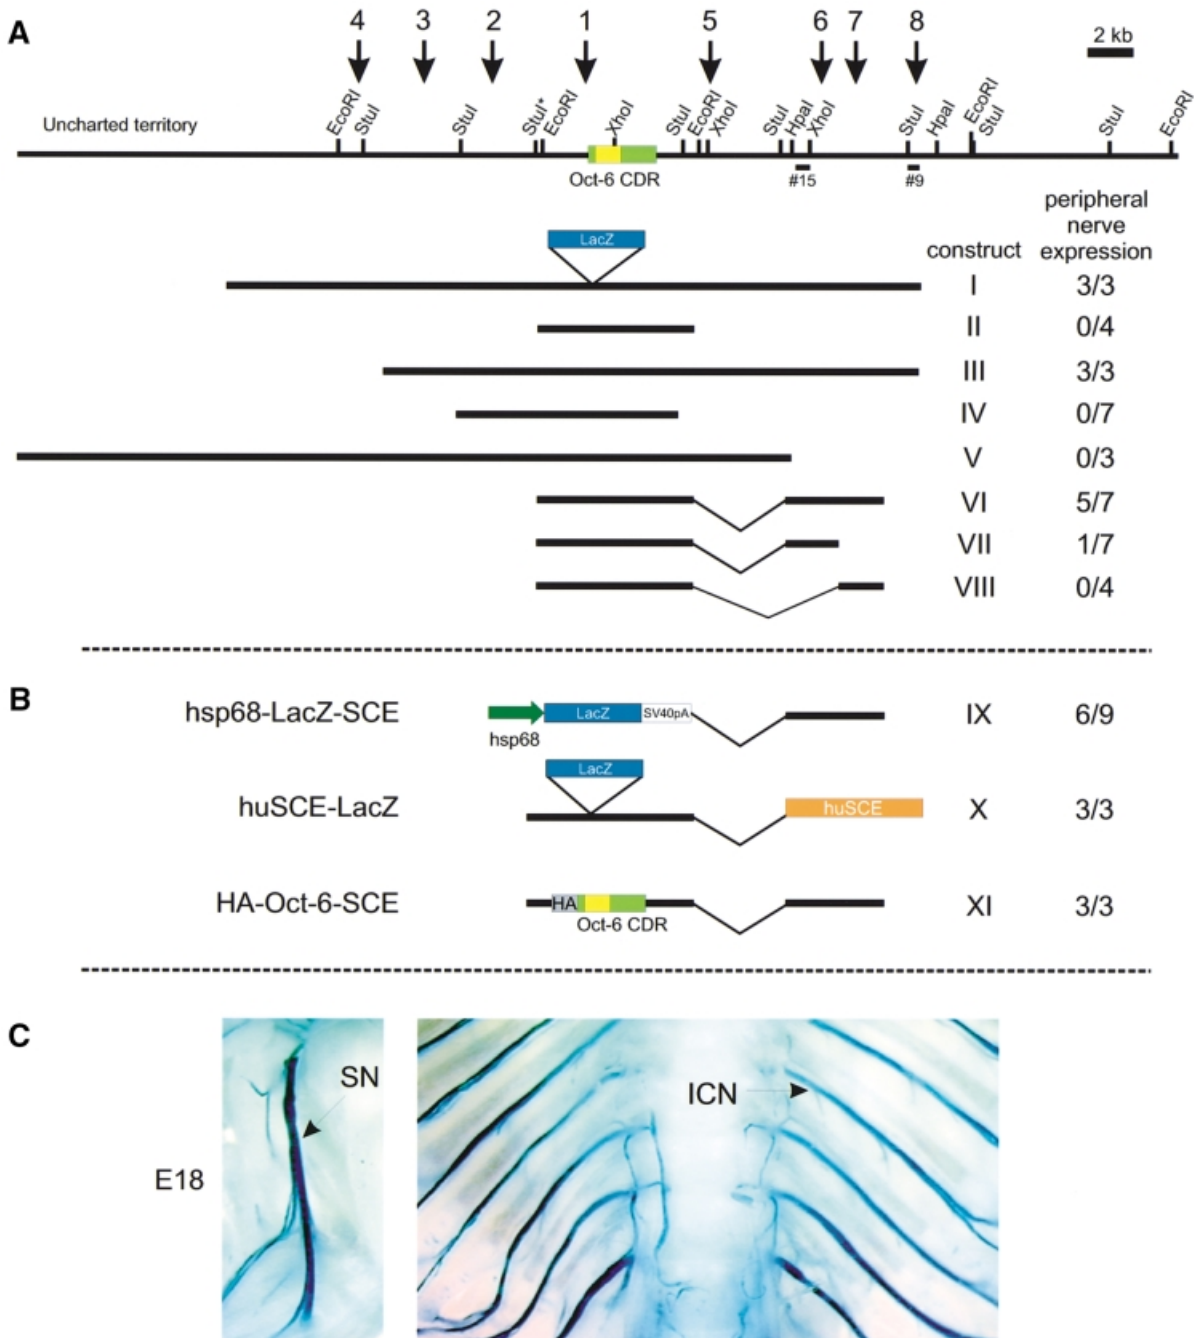 A
4 3 2 1 5 6 7 8
2 kb
EcoRI StuI StuI StuI* EcoRI XhoI StuI EcoRI XhoI StuI HpaI XhoI StuI HpaI EcoRI StuI StuI EcoRI
Uncharted territory
Oct-6 CDR
#15 #9
peripheral
nerve
construct expression
LacZ
I 3/3
II 0/4
III 3/3
IV 0/7
V 0/3
VI 5/7
VII 1/7
VIII 0/4
B
hsp68-LacZ-SCE LacZ SV40pA IX 6/9
hsp68
LacZ
huSCE-LacZ huSCE X 3/3
HA-Oct-6-SCE HA XI 3/3
Oct-6 CDR
C
SN
ICN
E18